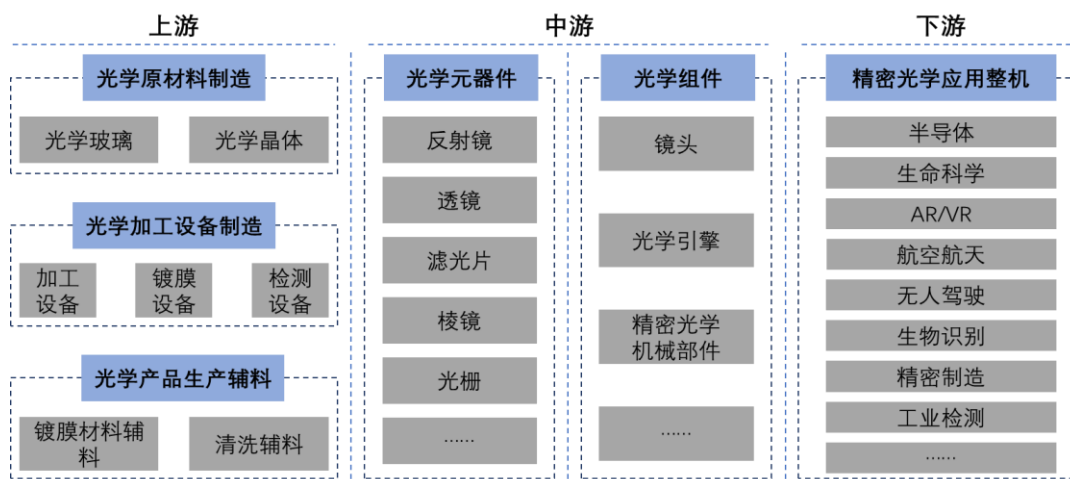 上游
中游
下游
光学原材料制造
光学玻璃
光学晶体
光学加工设备制造
加工
设备
镀膜
设备
检测
设备
光学产品生产辅料
镀膜材料辅
料
清洗辅料
光学元器件
反射镜
透镜
滤光片
棱镜
光栅
……
光学组件
镜头
光学引擎
精密光学
机械部件
……
精密光学应用整机
半导体
生命科学
AR/VR
航空航天
无人驾驶
生物识别
精密制造
工业检测
……